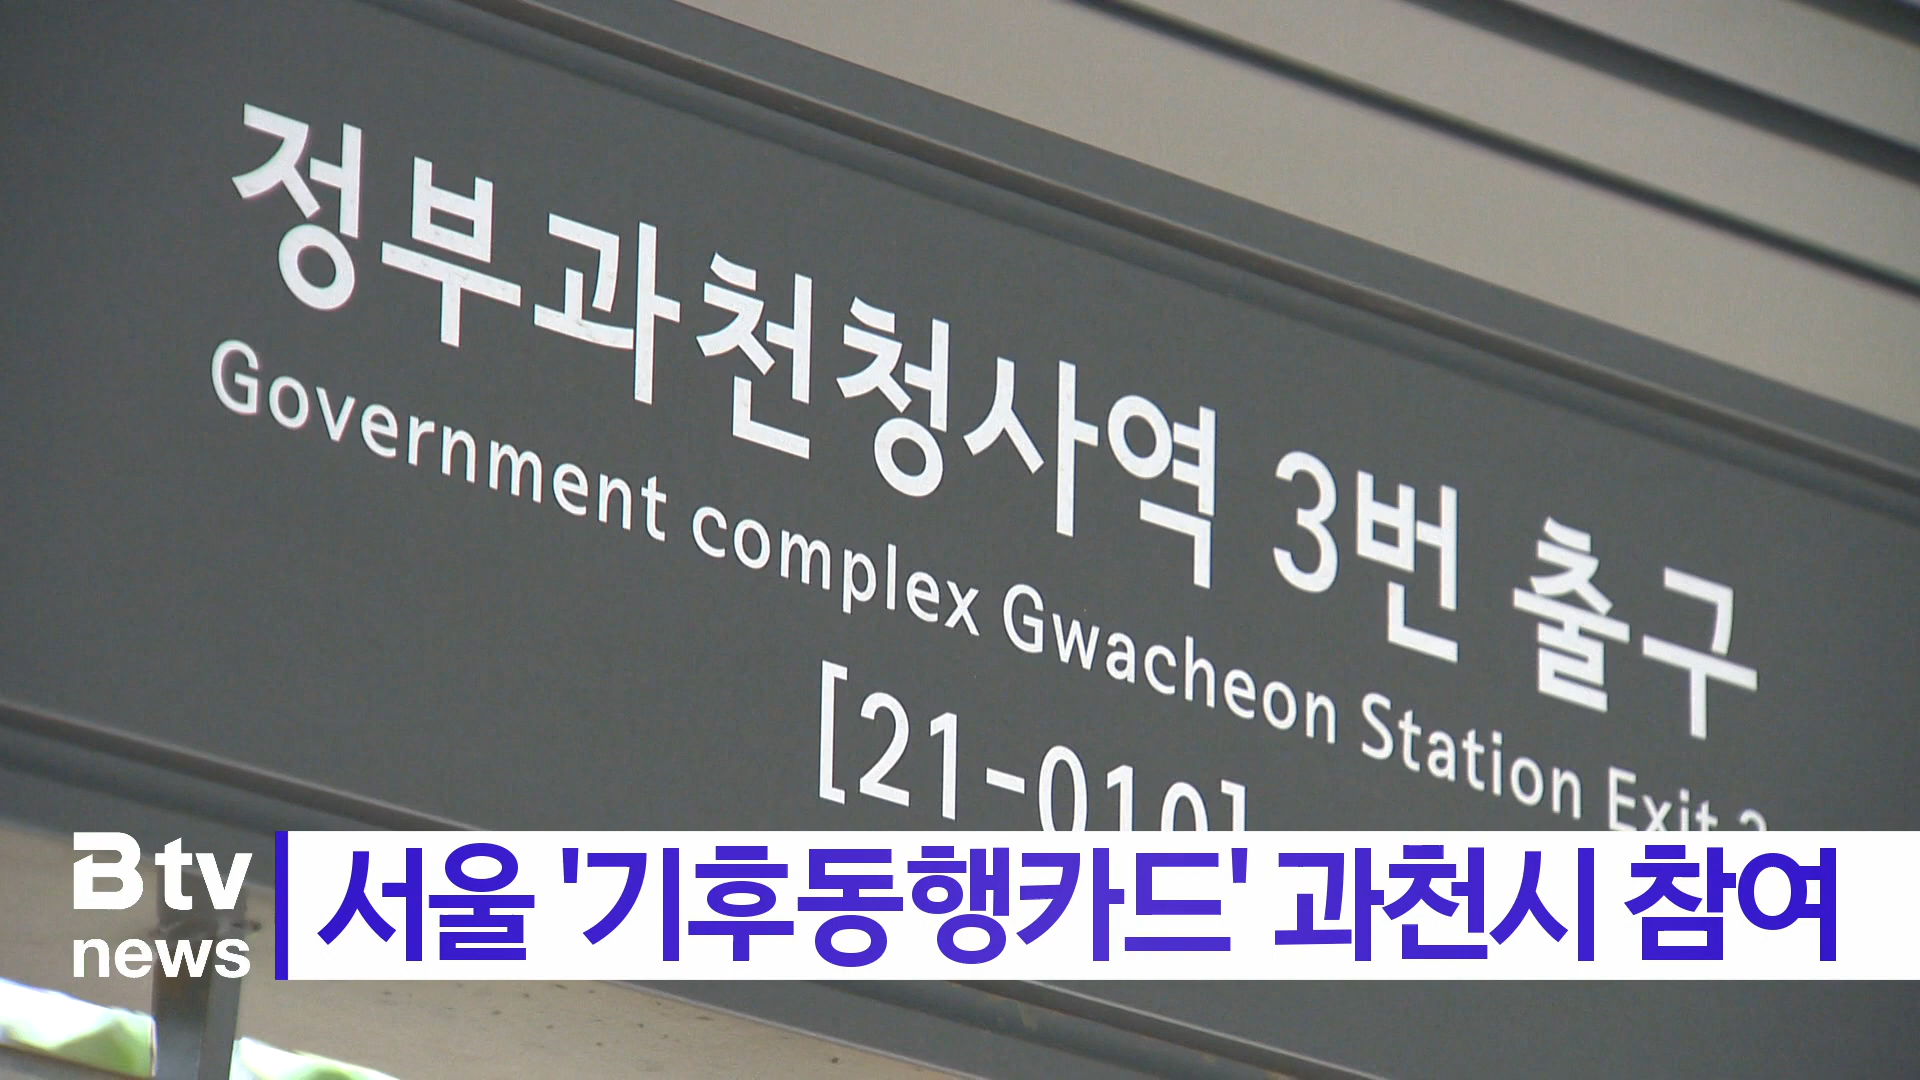 정부과천청사역 3번 출구
Government complex Gwacheon Station Exit
[21-010]
B tv
news
서울 '기후동행카드' 과천시 참여